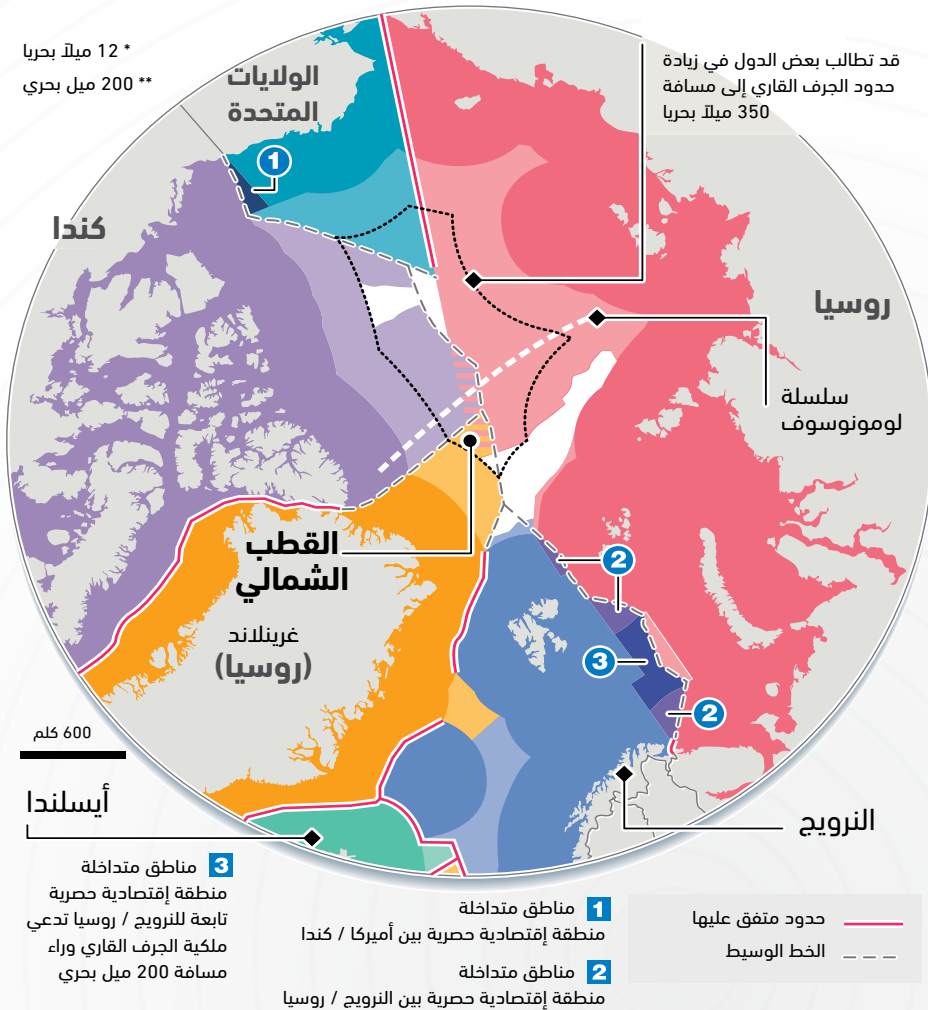 * 12 ميلاً بحريا
** 200 ميل بحري
الولايات
المتحدة
قد تطالب بعض الدول في زيادة
حدود الجرف القاري إلى مسافة
350 ميلاً بحريا
1
كندا
روسيا
سلسلة
لومونوسوف
القطب
الشمالي
غرينلاند
(روسيا)
2
3
2
600 كلم
أيسلندا
النرويج
3 مناطق متداخلة
منطقة إقتصادية حصرية
تابعة للنرويج / روسيا تدعي
ملكية الجرف القاري وراء
مسافة 200 ميل بحري
1 مناطق متداخلة
منطقة إقتصادية حصرية بين أميركا / كندا
2 مناطق متداخلة
منطقة إقتصادية حصرية بين النرويج / روسيا
حدود متفق عليها
الخط الوسيط